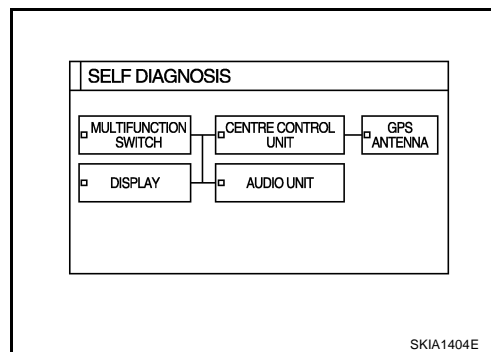 SELF DIAGNOSIS
MULTIFUNCTION
SWITCH
CENTRE CONTROL
UNIT
GPS
ANTENNA
DISPLAY
AUDIO UNIT
SKIA1404E